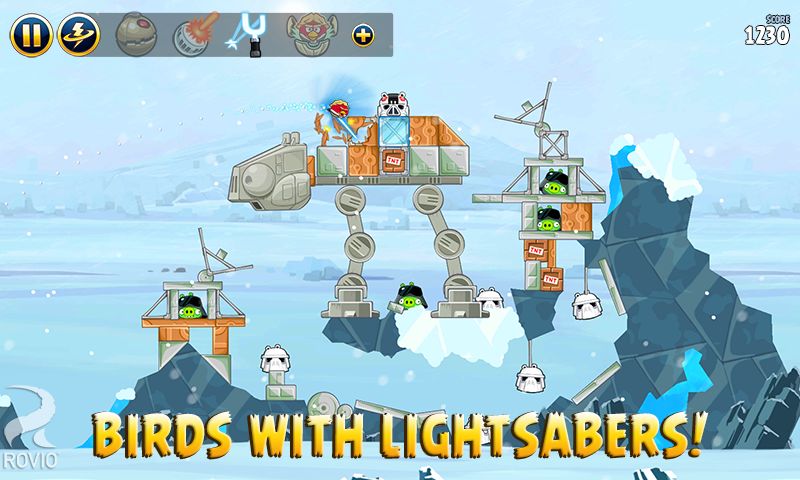 SCORE
1230
TNT
TNT
TNT
BIRDS WITH LIGHTSABERS!
ROVIO